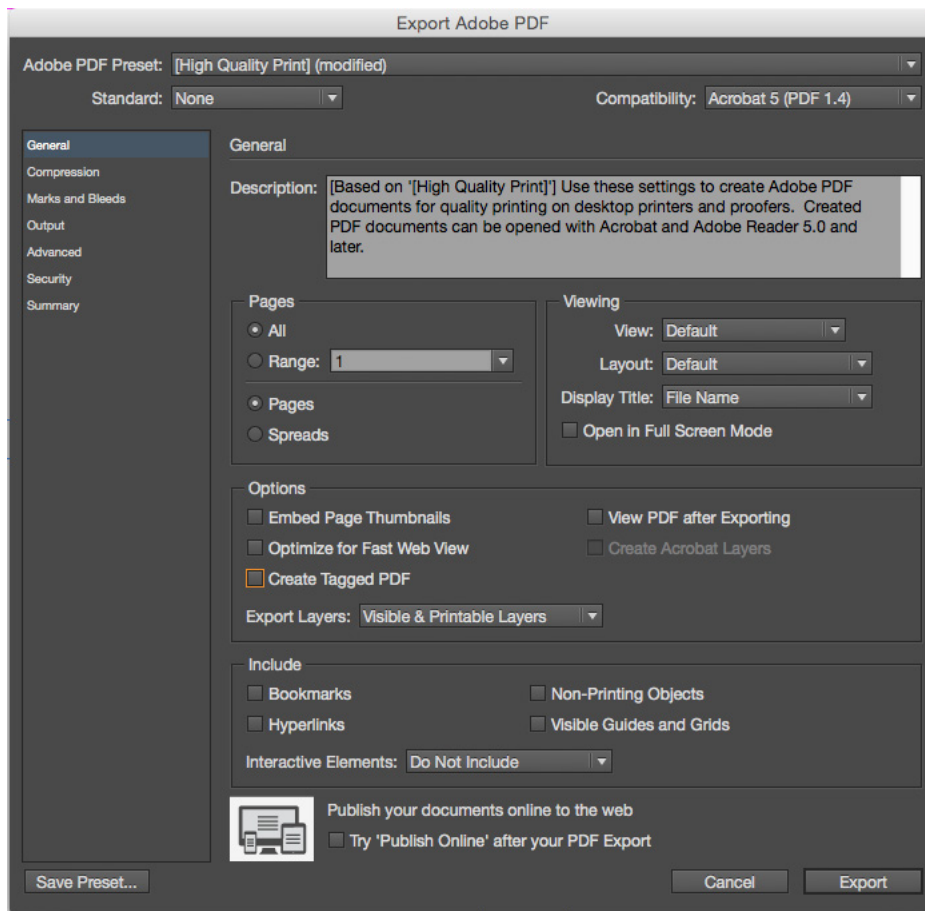 Export Adobe PDF
Adobe PDF Preset: [High Quality Print] (modified)
Standard: None
Compatibility: Acrobat 5 (PDF 1.4)
General
Compression
Marks and Bleeds
Output
Advanced
Security
Summary
General
Description: [Based on '[High Quality Print]'] Use these settings to create Adobe PDF
documents for quality printing on desktop printers and proofers. Created
PDF documents can be opened with Acrobat and Adobe Reader 5.0 and
later.
Pages
All
Range: 1
Pages
Spreads
Viewing
View: Default
Layout: Default
Display Title: File Name
Open in Full Screen Mode
Options
Embed Page Thumbnails
View PDF after Exporting
Optimize for Fast Web View
Create Acrobat Layers
Create Tagged PDF
Export Layers: Visible & Printable Layers
Include
Bookmarks
Non-Printing Objects
Hyperlinks
Visible Guides and Grids
Interactive Elements: Do Not Include
Publish your documents online to the web
Try 'Publish Online' after your PDF Export
Save Preset...
Cancel
Export